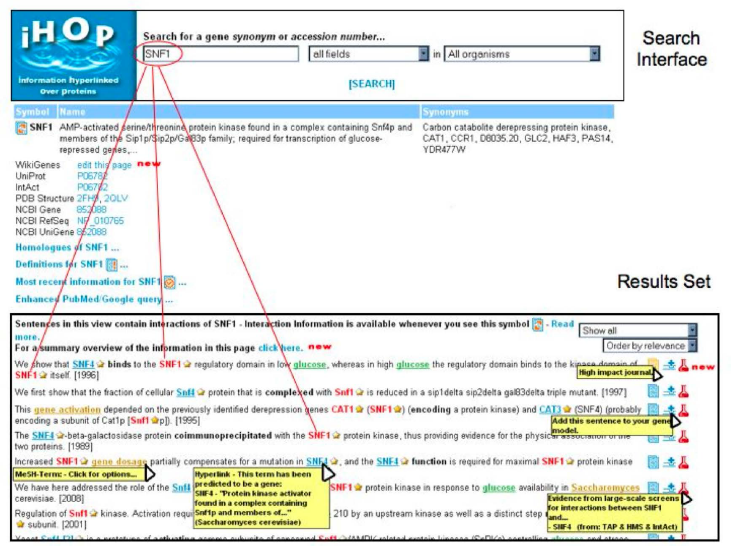 iHOP
information hyperlinked
over proteins
Search for a gene synonym or accession number...
SNF1 all fields in All organisms
[SEARCH]
Search
Interface
Symbol Name Synonyms
SNF1 AMP-activated serine/threonine protein kinase found in a complex containing Snf4p and Carbon catabolite derepressing protein kinase,
members of the Sip1p/Sip2p/Gal83p family; required for transcription of glucose- CAT1, CCR1, D8035.20, GLC2, HAF3, PAS14,
repressed genes,... YDR477W
WikiGenes edit this page new
UniProt P06782
IntAct P06782
PDB Structure 2FH9, 2QLV
NCBI Gene 852088
NCBI RefSeq NP_010765
NCBI UniGene 852088
Homologues of SNF1 ...
Definitions for SNF1 ...
Most recent information for SNF1 ...
Enhanced PubMed/Google query ...
Results Set
Sentences in this view contain interactions of SNF1 - Interaction Information is available whenever you see this symbol - Read
more.
Show all
For a summary overview of the information in this page click here. new
Order by relevance
We show that SNF4 binds to the SNF1 regulatory domain in low glucose, whereas in high glucose the regulatory domain binds to the kinase domain of
SNF1 itself. [1996]
new
High impact journal.
We first show that the fraction of cellular Snf4 protein that is complexed with Snf1 is reduced in a sip1delta sip2delta gal83delta triple mutant. [1997]
This gene activation depended on the previously identified derepression genes CAT1 (SNF1) (encoding a protein kinase) and CAT3 (SNF4) (probably
encoding a subunit of Cat1p [Snf1 p]). [1995]
Add this sentence to your gene
model.
The SNF4-beta-galactosidase protein coimmunoprecipitated with the SNF1 protein kinase, thus providing evidence for the physical association of the
two proteins. [1989]
Increased SNF1 gene dosage partially compensates for a mutation in SNF4, and the SNF4 function is required for maximal SNF1 protein kinase
MeSH-Term: - Click for options...
Hyperlink - This term has been
predicted to be a gene:
SNF4 - "Protein kinase activator
found in a complex containing
Snf1p and members of..."
(Saccharomyces cerevisiae)
We have here addressed the role of the Snf4 SNF1 protein kinase in response to glucose availability in Saccharomyces
cerevisiae. [2008]
Evidence from large-scale screens
for interactions between SNF1
and...
- SNF4 (from: TAP & HMS & IntAct)
Regulation of Snf1 kinase. Activation requi 210 by an upstream kinase as well as a distinct step
subunit. [2001]